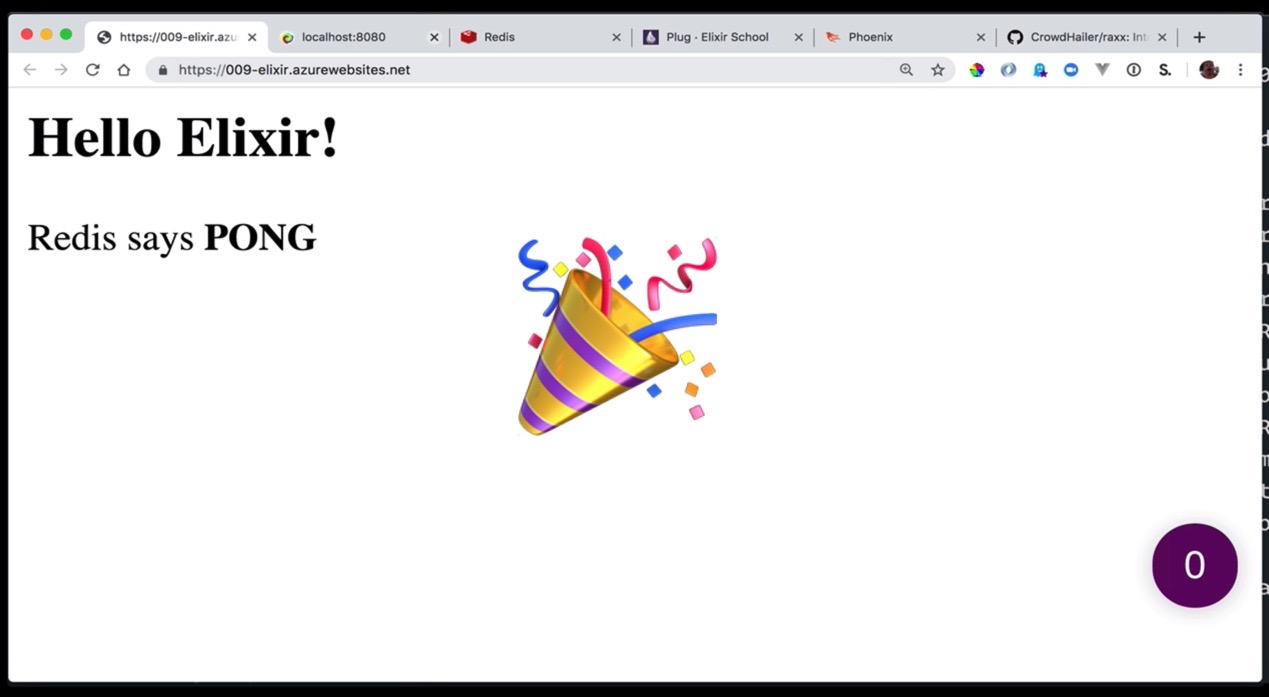 https://009-elixir.azu
localhost:8080
Redis
Plug · Elixir School
Phoenix
CrowdHailer/raxx: Int
https://009-elixir.azurewebsites.net
S.
Hello Elixir!
Redis says PONG
0